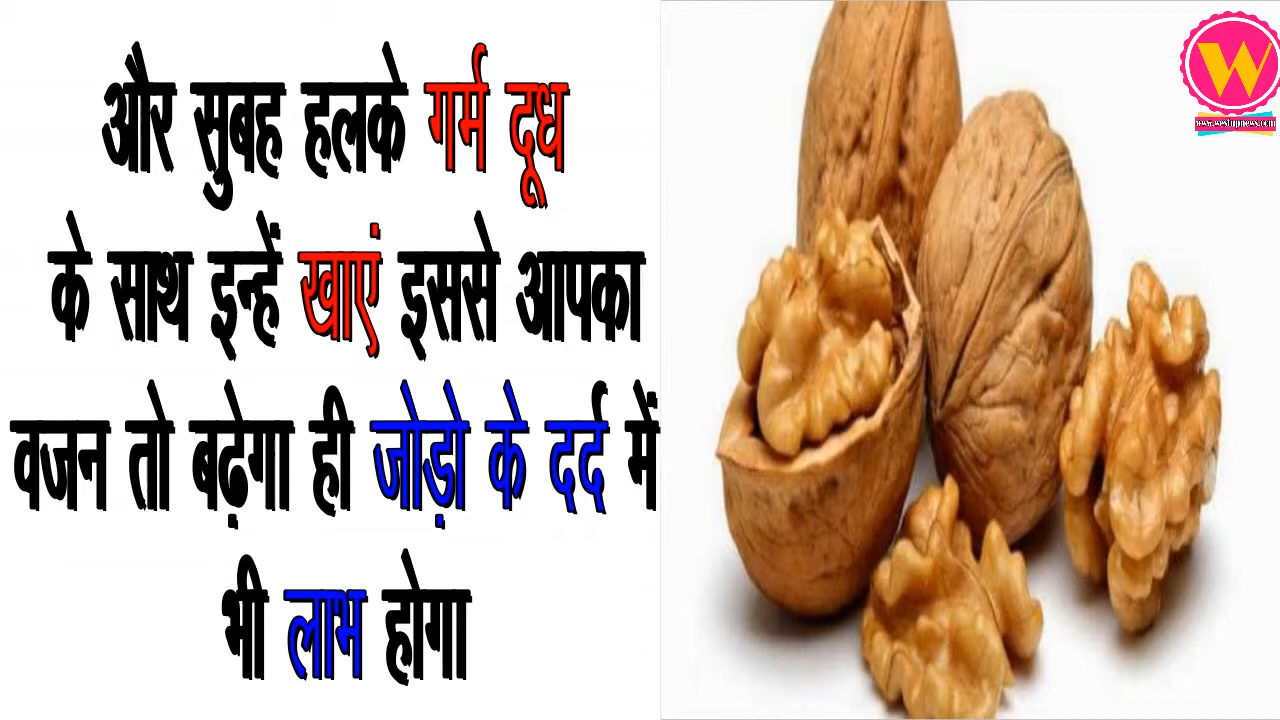 और सुबह हलके गर्म दूध
के साथ इन्हें खाएं इससे आपका
वजन तो बढ़ेगा ही जोड़ो के दर्द में
भी लाभ होगा
W